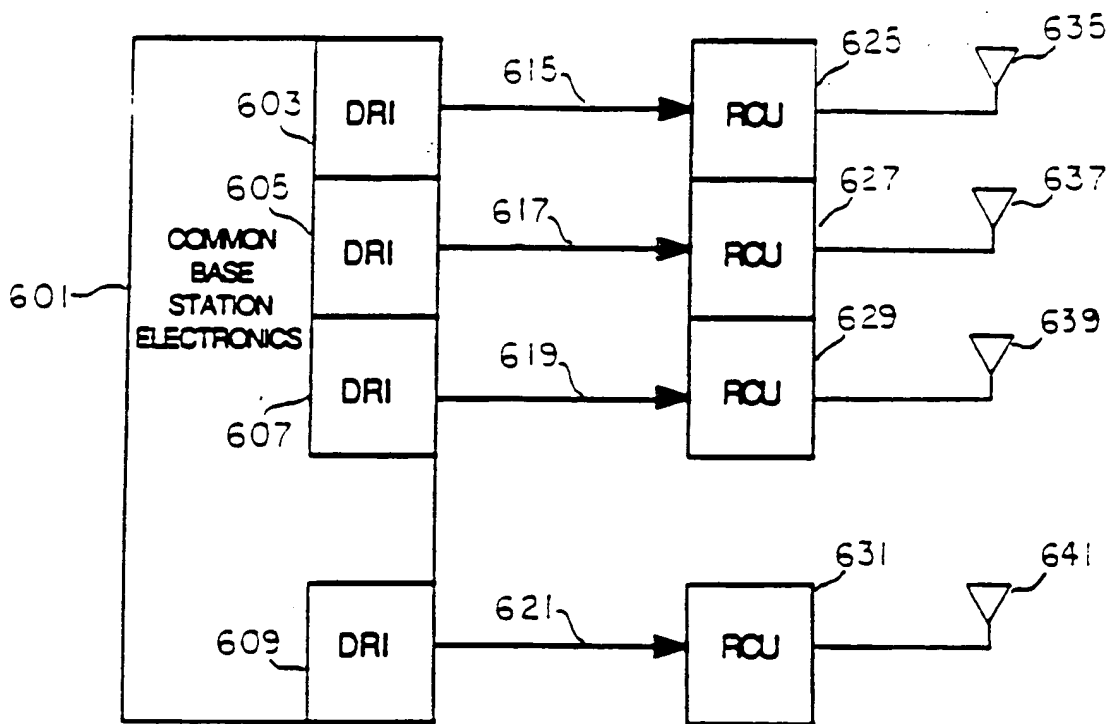 615
625
635
603
DRI
RCU
605
617
627
637
COMMON
BASE
STATION
ELECTRONICS
DRI
RCU
601
619
629
639
607
DRI
RCU
621
631
641
609
DRI
RCU